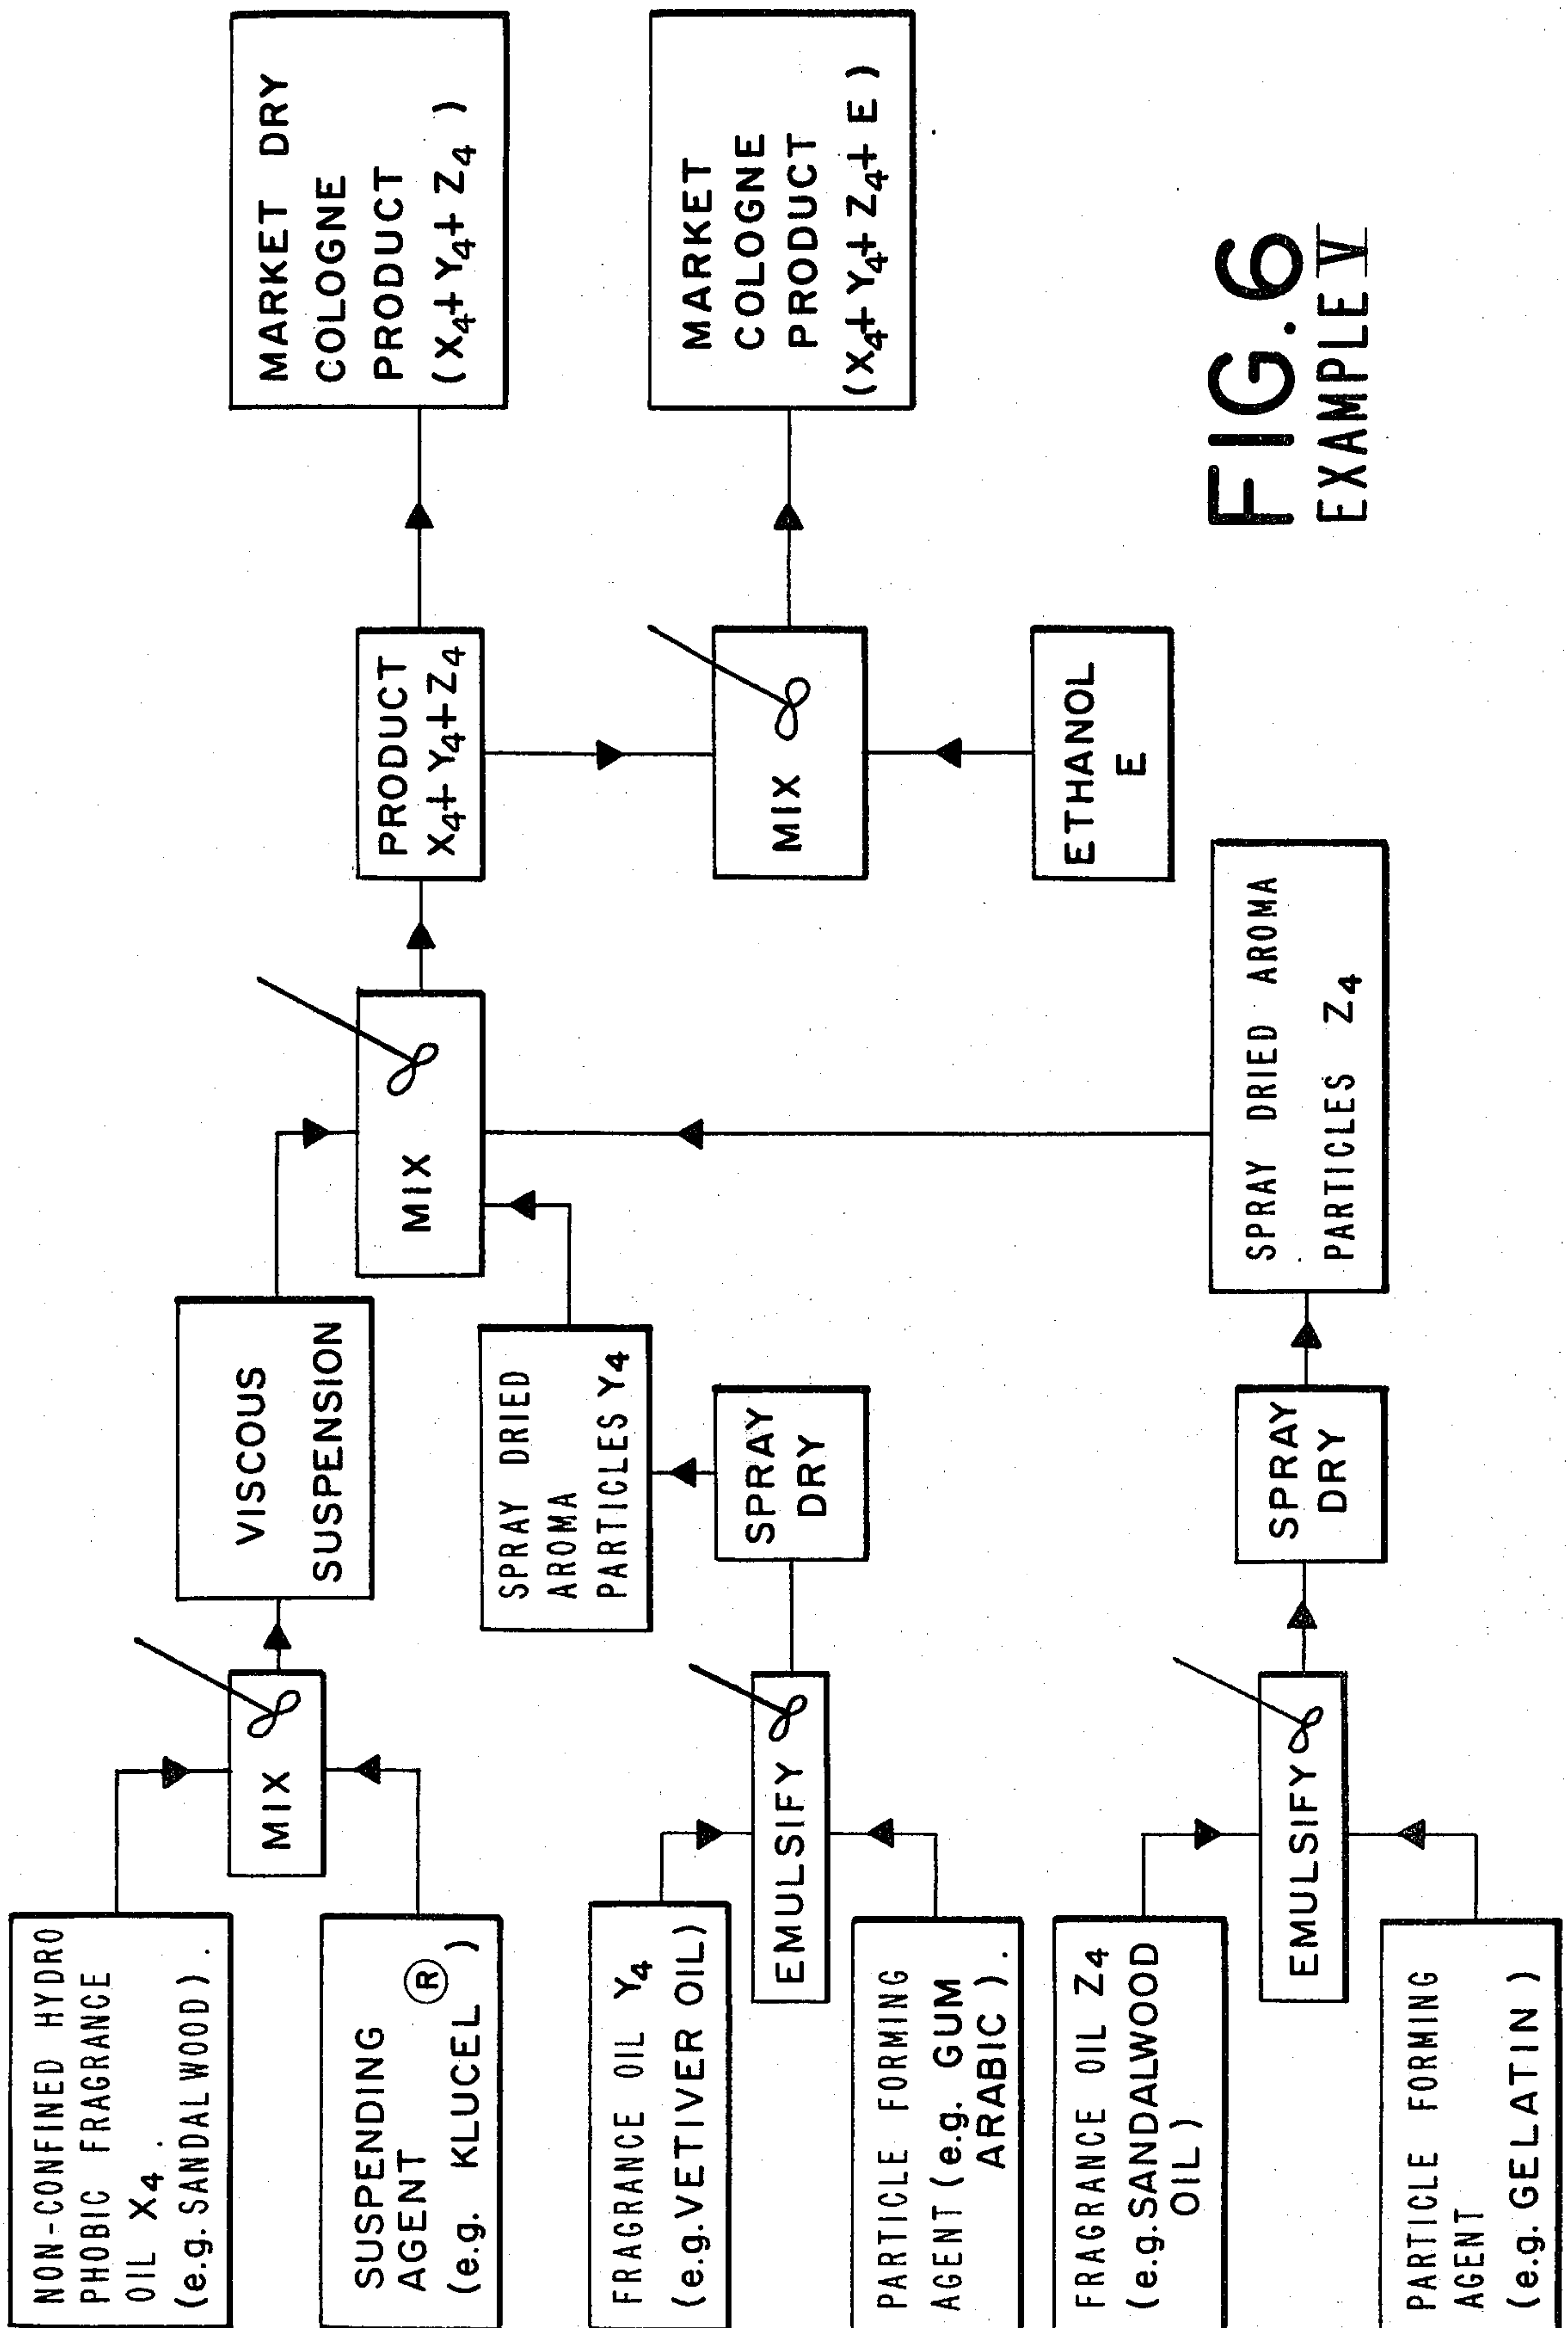 NON-CONFINED HYDRO
PHOBIC FRAGRANCE
OIL X4
(e.g. SANDALWOOD).
SUSPENDING
AGENT ®
(e.g. KLUCEL)
MIX
VISCOUS
SUSPENSION
FRAGRANCE OIL Y4
(e.g. VETIVER OIL)
PARTICLE FORMING
AGENT (e.g. GUM
ARABIC).
EMULSIFY
SPRAY
DRY
SPRAY DRIED
AROMA
PARTICLES Y4
FRAGRANCE OIL Z4
(e.g. SANDALWOOD
OIL)
PARTICLE FORMING
AGENT
(e.g. GELATIN)
EMULSIFY
SPRAY
DRY
SPRAY DRIED AROMA
PARTICLES Z4
MIX
PRODUCT
X4+Y4+Z4
ETHANOL
E
MIX
MARKET DRY
COLOGNE
PRODUCT
(X4+Y4+Z4)
MARKET
COLOGNE
PRODUCT
(X4+Y4+Z4+E)
FIG.6
EXAMPLE V